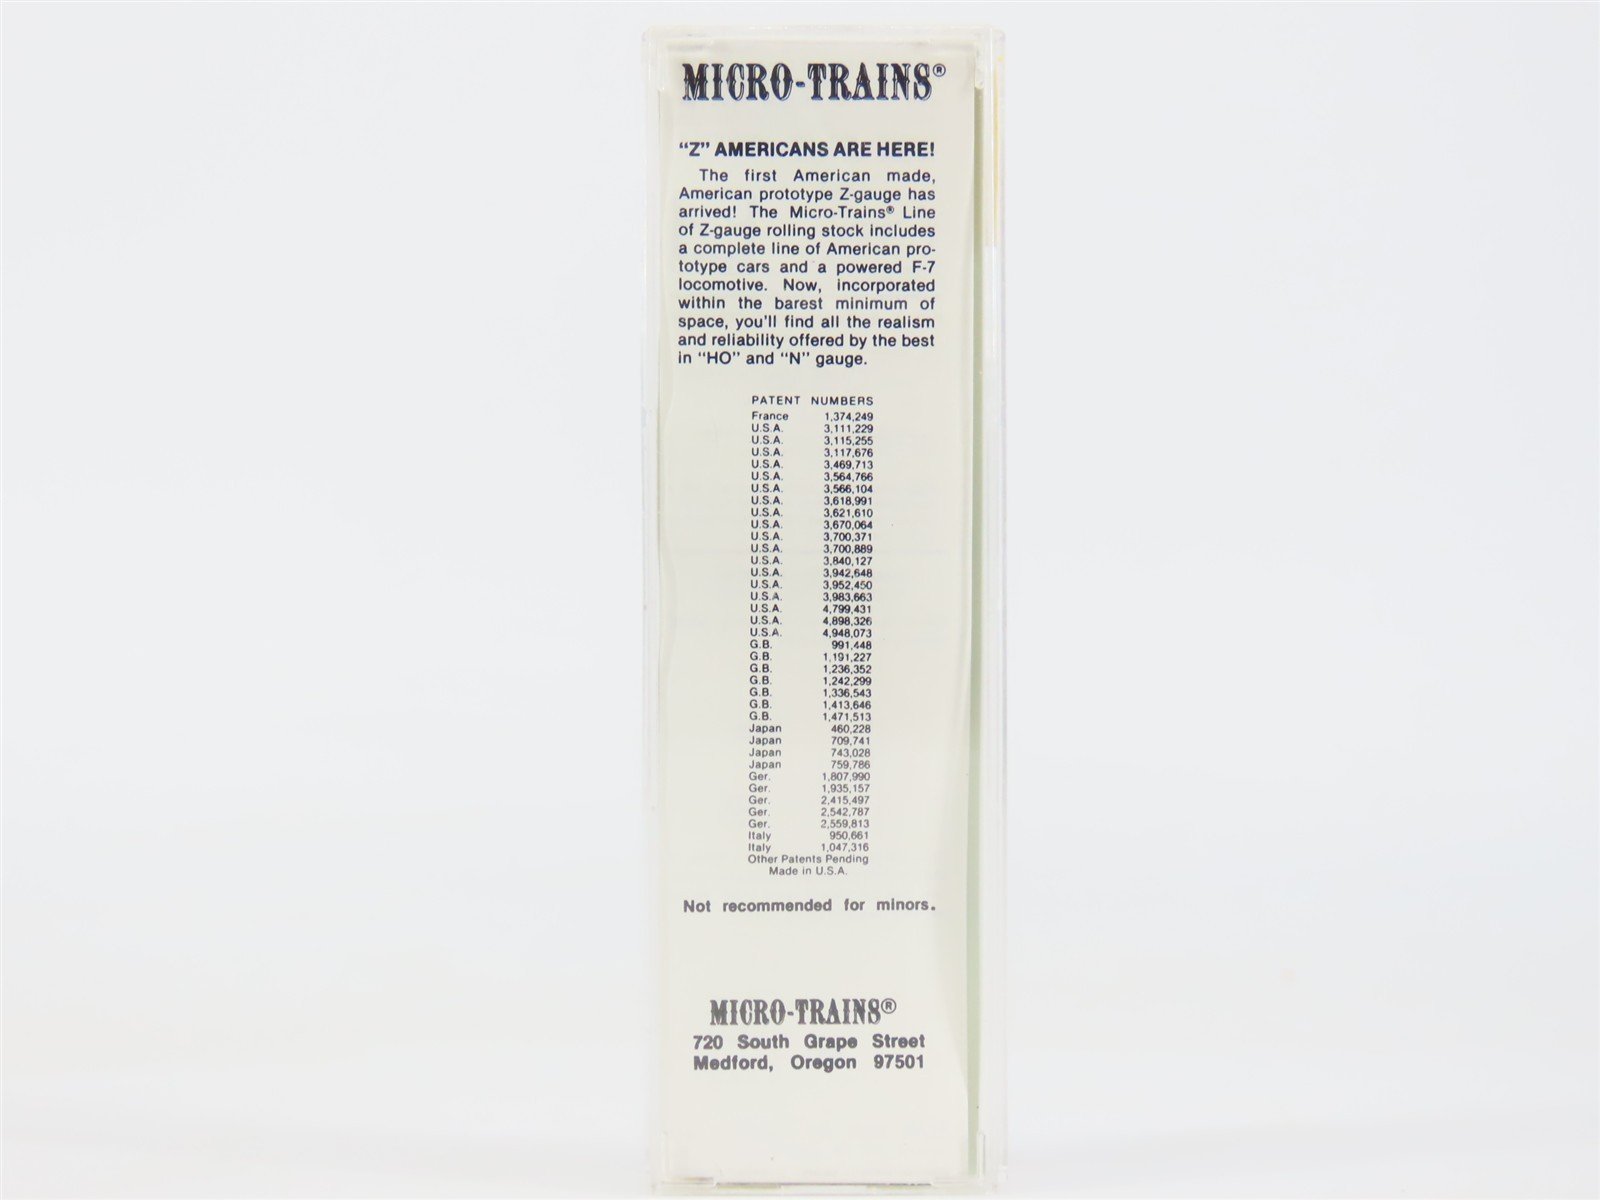 MICRO-TRAINS®
“Z” AMERICANS ARE HERE!
The first American made,
American prototype Z-gauge has
arrived! The Micro-Trains® Line
of Z-gauge rolling stock includes
a complete line of American pro-
totype cars and a powered F-7
locomotive. Now, incorporated
within the barest minimum of
space, you'll find all the realism
and reliability offered by the best
in “HO” and “N” gauge.
PATENT NUMBERS
France 1,374,249
U.S.A. 3,111,229
U.S.A. 3,115,255
U.S.A. 3,117,676
U.S.A. 3,469,713
U.S.A. 3,564,766
U.S.A. 3,566,104
U.S.A. 3,618,991
U.S.A. 3,621,610
U.S.A. 3,670,064
U.S.A. 3,700,371
U.S.A. 3,700,889
U.S.A. 3,840,127
U.S.A. 3,942,648
U.S.A. 3,952,450
U.S.A. 3,983,663
U.S.A. 4,799,431
U.S.A. 4,898,326
U.S.A. 4,948,073
G.B. 991,448
G.B. 1,191,227
G.B. 1,236,352
G.B. 1,242,299
G.B. 1,336,543
G.B. 1,413,646
G.B. 1,471,513
Japan 460,228
Japan 709,741
Japan 743,028
Japan 759,786
Ger. 1,807,990
Ger. 1,935,157
Ger. 2,415,497
Ger. 2,542,787
Ger. 2,559,813
Italy 950,661
Italy 1,047,316
Other Patents Pending
Made in U.S.A.
Not recommended for minors.
MICRO-TRAINS®
720 South Grape Street
Medford, Oregon 97501